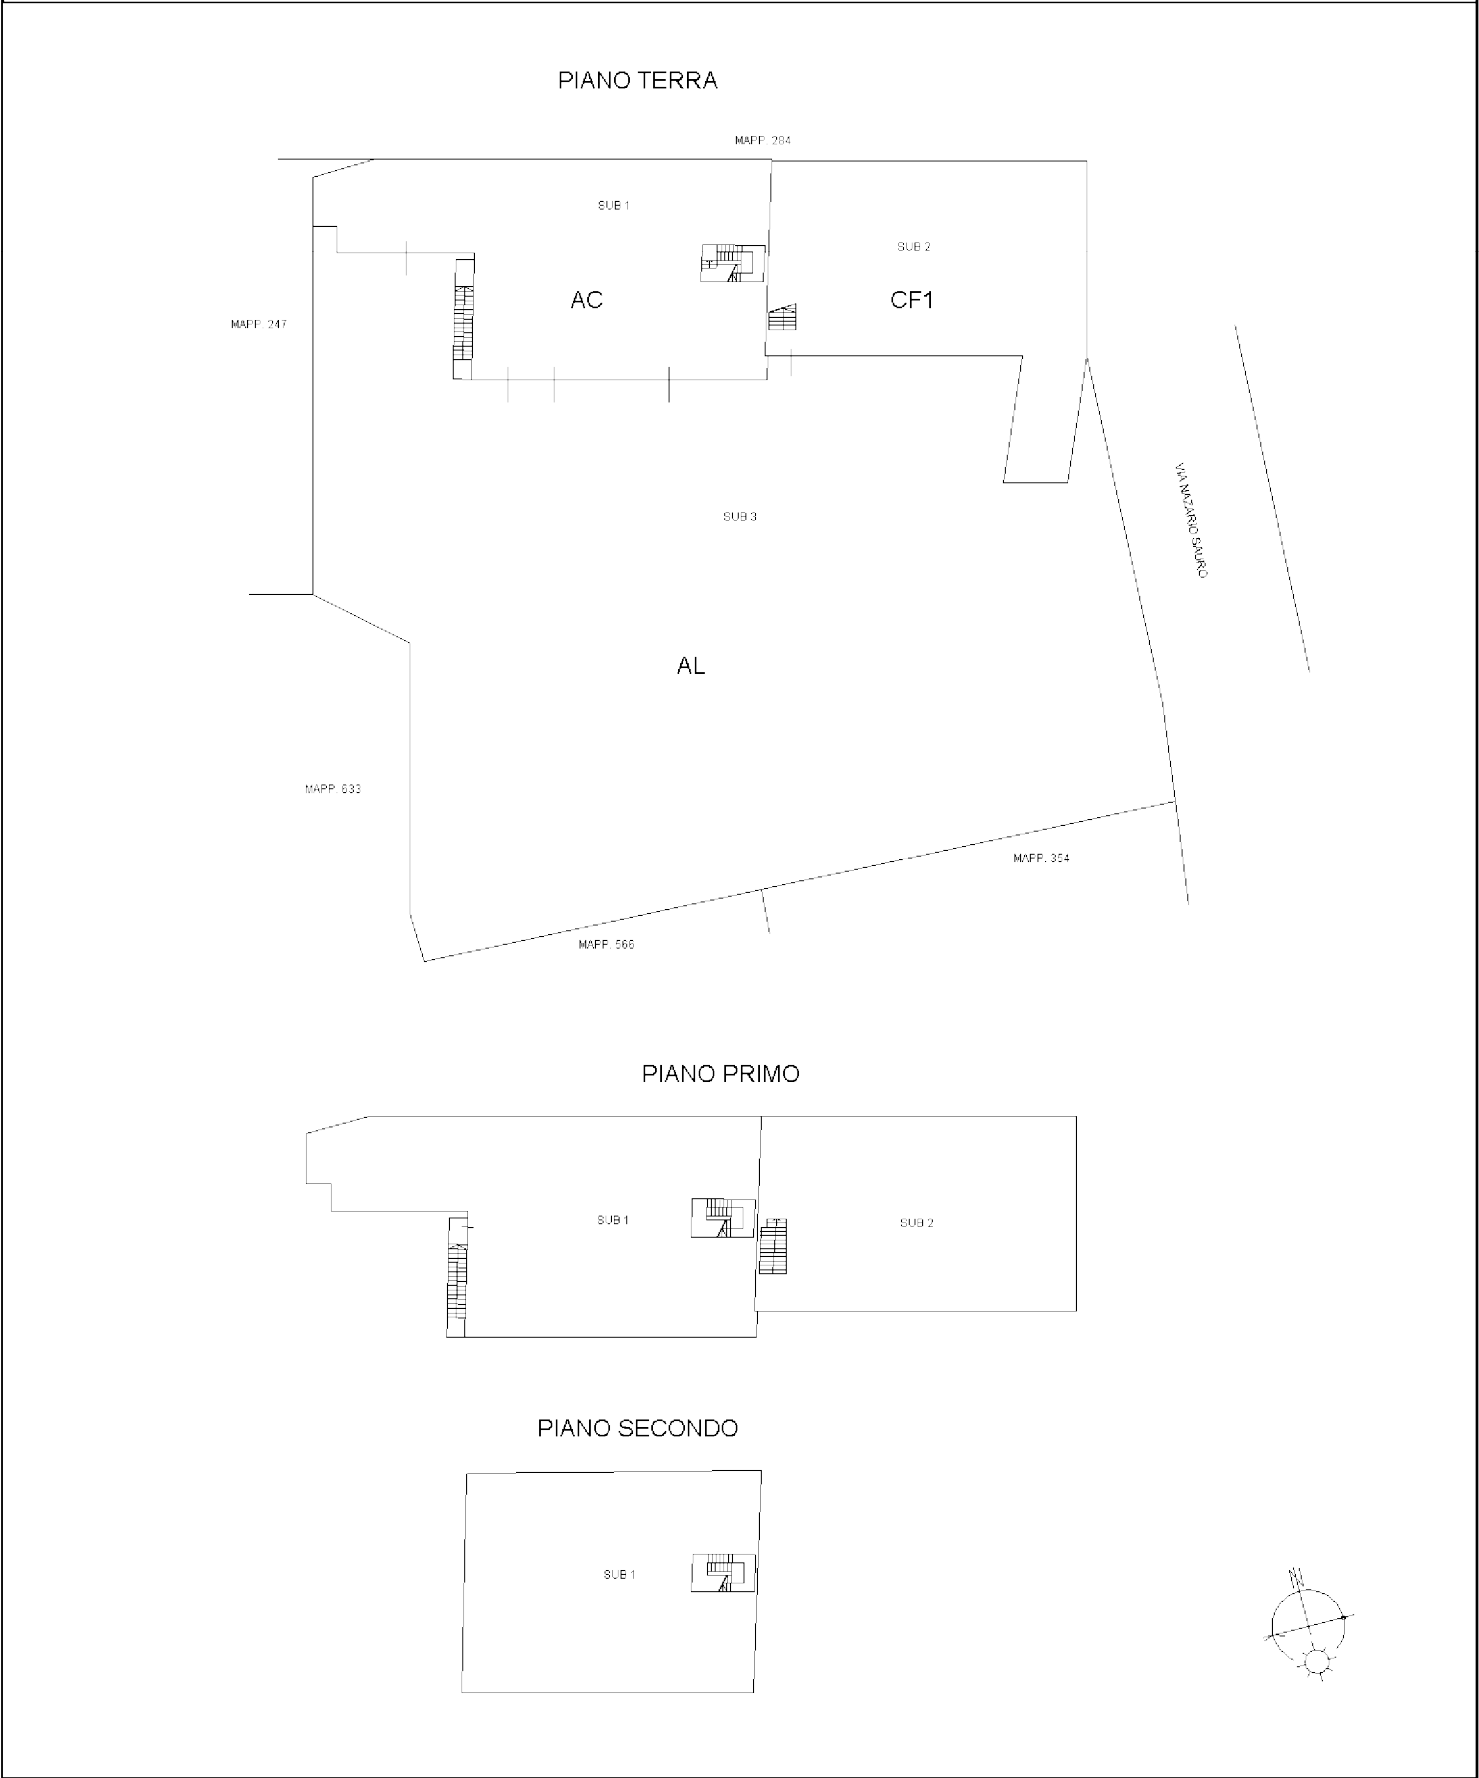 PIANO TERRA
MAPP. 284
SUB 1
SUB 2
AC
CF1
MAPP. 247
VIA NAZARIO SAURO
SUB 3
AL
MAPP. 633
MAPP. 354
MAPP. 566
PIANO PRIMO
SUB 1
SUB 2
PIANO SECONDO
SUB 1
N